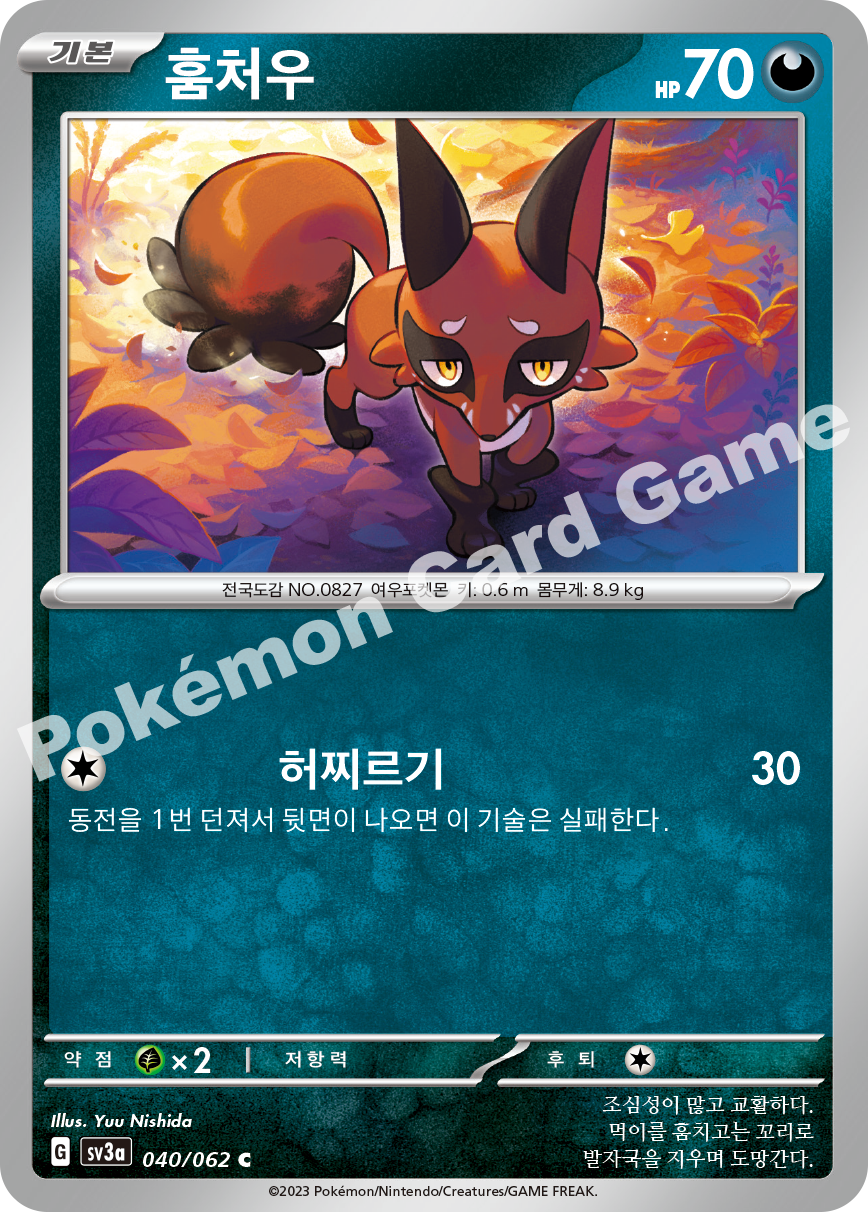 기본 훔처우 HP 70
전국도감 NO.0827 여우포켓몬 키: 0.6 m 몸무게: 8.9 kg
Pokémon Card Game
허찌르기 30
동전을 1번 던져서 뒷면이 나오면 이 기술은 실패한다.
약점 ×2 저항력 후퇴
Illus. Yuu Nishida
G sv3a 040/062 C
조심성이 많고 교활하다.
먹이를 훔치고는 꼬리로
발자국을 지우며 도망간다.
©2023 Pokémon/Nintendo/Creatures/GAME FREAK.